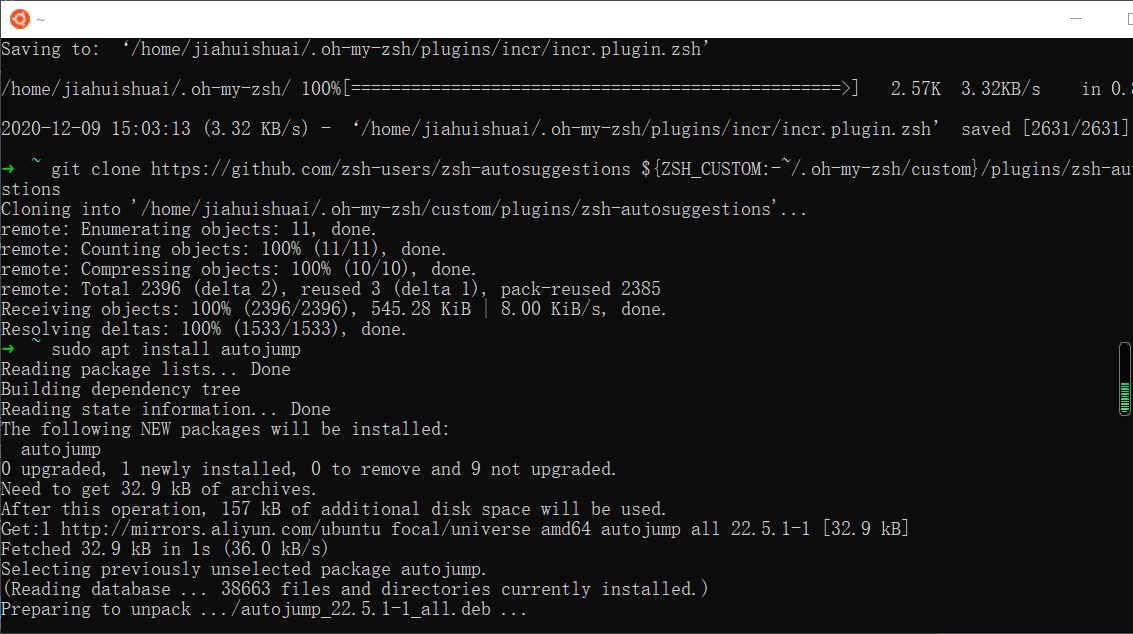 ~
Saving to: ‘/home/jiahuishuai/.oh-my-zsh/plugins/incr/incr.plugin.zsh’
/home/jiahuishuai/.oh-my-zsh/ 100%[=================================================>] 2.57K 3.32KB/s in 0.
2020-12-09 15:03:13 (3.32 KB/s) - ‘/home/jiahuishuai/.oh-my-zsh/plugins/incr/incr.plugin.zsh’ saved [2631/2631]
➜ ~ git clone https://github.com/zsh-users/zsh-autosuggestions ${ZSH_CUSTOM:-~/.oh-my-zsh/custom}/plugins/zsh-au
stions
Cloning into '/home/jiahuishuai/.oh-my-zsh/custom/plugins/zsh-autosuggestions'...
remote: Enumerating objects: 11, done.
remote: Counting objects: 100% (11/11), done.
remote: Compressing objects: 100% (10/10), done.
remote: Total 2396 (delta 2), reused 3 (delta 1), pack-reused 2385
Receiving objects: 100% (2396/2396), 545.28 KiB | 8.00 KiB/s, done.
Resolving deltas: 100% (1533/1533), done.
➜ ~ sudo apt install autojump
Reading package lists... Done
Building dependency tree
Reading state information... Done
The following NEW packages will be installed:
autojump
0 upgraded, 1 newly installed, 0 to remove and 9 not upgraded.
Need to get 32.9 kB of archives.
After this operation, 157 kB of additional disk space will be used.
Get:1 http://mirrors.aliyun.com/ubuntu focal/universe amd64 autojump all 22.5.1-1 [32.9 kB]
Fetched 32.9 kB in 1s (36.0 kB/s)
Selecting previously unselected package autojump.
(Reading database ... 38663 files and directories currently installed.)
Preparing to unpack .../autojump_22.5.1-1_all.deb ...